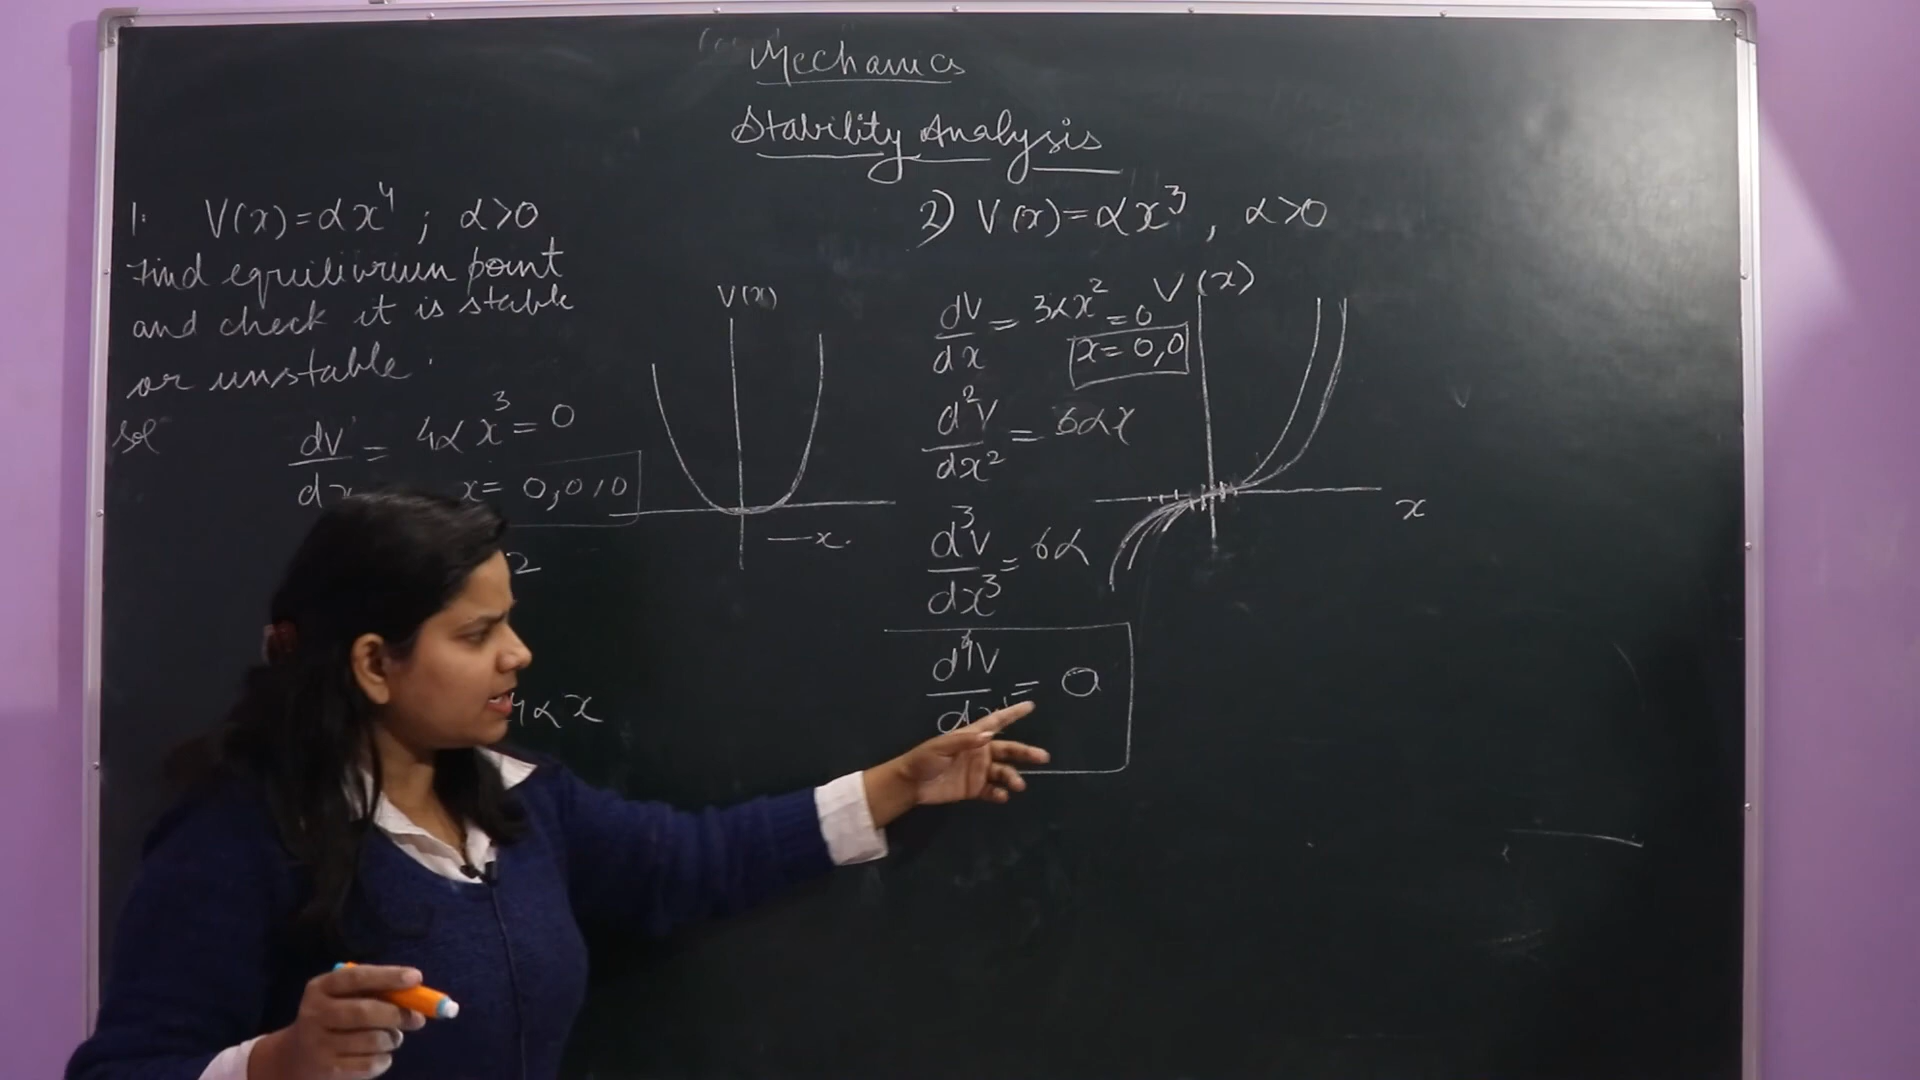 Mechanics
Stability Analysis
1. V(x)=αx⁴ ; α>0
Find equilibrium point
and check it is stable
or unstable.
sol
dV/dx = 4αx³ = 0
x = 0,0,0
2
4αx
V(x)
x
2) V(x)=αx³, α>0
dV/dx = 3αx² = 0
x = 0,0
d²V/dx² = 6αx
d³V/dx³ = 6α
d⁴V/dx⁴ = 0
V(x)
x